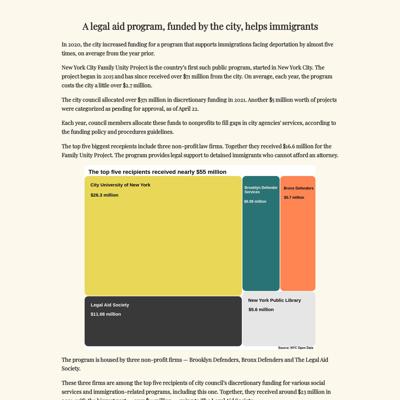 A legal aid program, funded by the city, helps immigrants
In 2020, the city increased funding for a program that supports immigrations facing deportation by almost five
times, on average from the year prior.
New York City Family Unity Project is the country's first such public program, started in New York City. The
project began in 2015 and has since received over $71 million from the city. On average, each year, the program
costs the city a little over $2.7 million.
The city council allocated over $371 million in discretionary funding in 2021. Another $5 million worth of projects
were categorized as pending for approval, as of April 22.
Each year, council members allocate these funds to nonprofits to fill gaps in city agencies' services, according to
the funding policy and procedures guidelines.
The top five biggest recipients include three non-profit law firms. Together they received $16.6 million for the
Family Unity Project. The program provides legal support to detained immigrants who cannot afford an attorney.
The top five recipients received nearly $55 million
City University of New York
$26.3 million
Brooklyn Defender
Services
Bronx Defenders
$5.7 million
Legal Aid Society
$11.08 million
New York Public Library
$5.6 million
Source: NYC Open Data
The program is housed by three non-profit firms — Brooklyn Defenders, Bronx Defenders and The Legal Aid
Society.
These three firms are among the top five recipients of city council's discretionary funding for various social
services and immigration-related programs, including this one. Together, they received around $23 million in